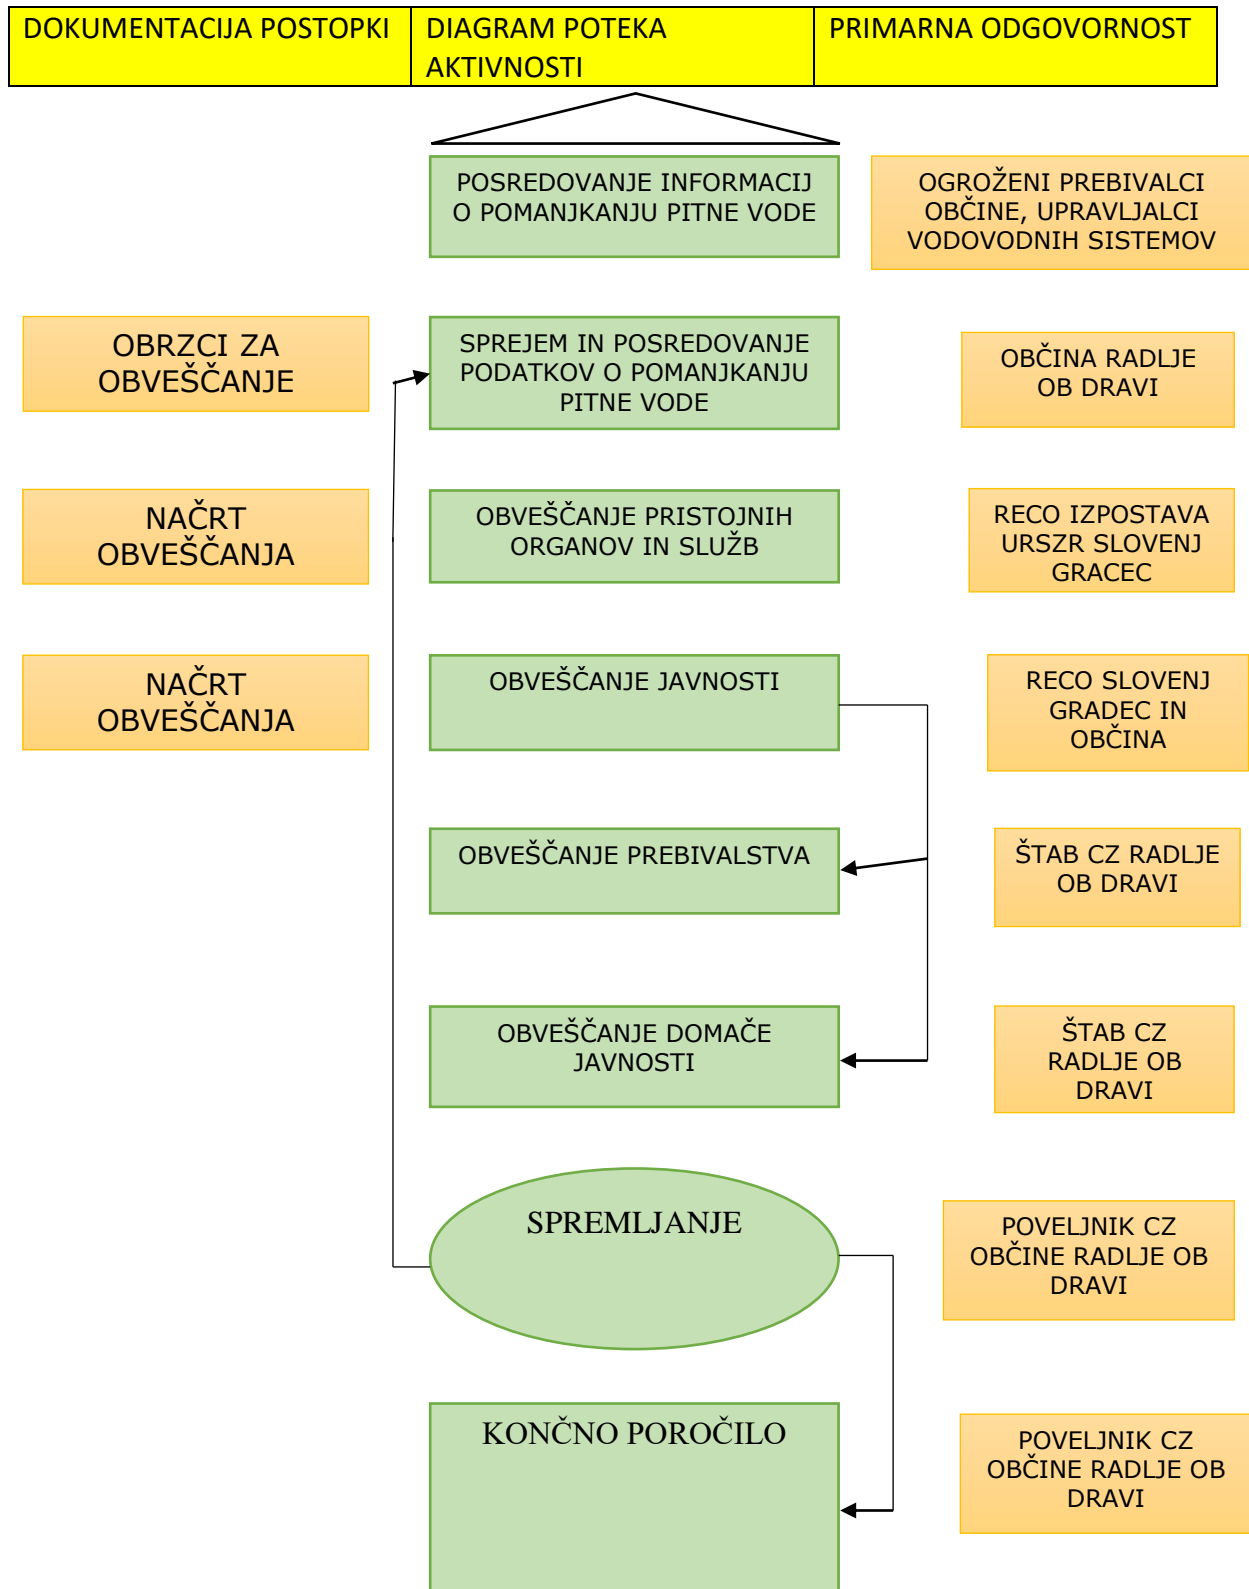 DOKUMENTACIJA POSTOPKI
DIAGRAM POTEKA
AKTIVNOSTI
PRIMARNA ODGOVORNOST
POSREDOVANJE INFORMACIJ
O POMANJKANJU PITNE VODE
OGROŽENI PREBIVALCI
OBČINE, UPRAVLJALCI
VODOVODNIH SISTEMOV
OBRZCI ZA
OBVEŠČANJE
SPREJEM IN POSREDOVANJE
PODATKOV O POMANJKANJU
PITNE VODE
OBČINA RADLJE
OB DRAVI
NAČRT
OBVEŠČANJA
OBVEŠČANJE PRISTOJNIH
ORGANOV IN SLUŽB
RECO IZPOSTAVA
URSZR SLOVENJ
GRACEC
NAČRT
OBVEŠČANJA
OBVEŠČANJE JAVNOSTI
RECO SLOVENJ
GRADEC IN
OBČINA
OBVEŠČANJE PREBIVALSTVA
ŠTAB CZ RADLJE
OB DRAVI
OBVEŠČANJE DOMAČE
JAVNOSTI
ŠTAB CZ
RADLJE OB
DRAVI
SPREMLJANJE
POVELJNIK CZ
OBČINE RADLJE OB
DRAVI
KONČNO POROČILO
POVELJNIK CZ
OBČINE RADLJE OB
DRAVI